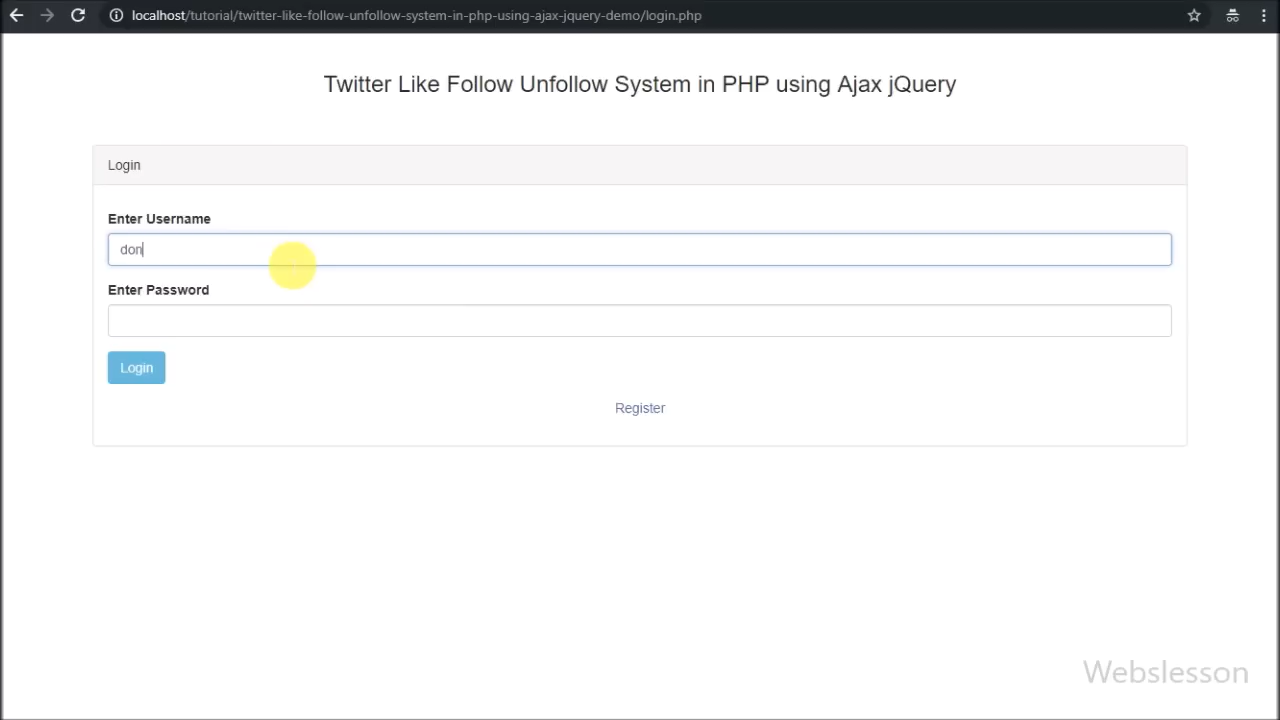 localhost/tutorial/twitter-like-follow-unfollow-system-in-php-using-ajax-jquery-demo/login.php
Twitter Like Follow Unfollow System in PHP using Ajax jQuery
Login
Enter Username
don
Enter Password
Login
Register
Webslesson